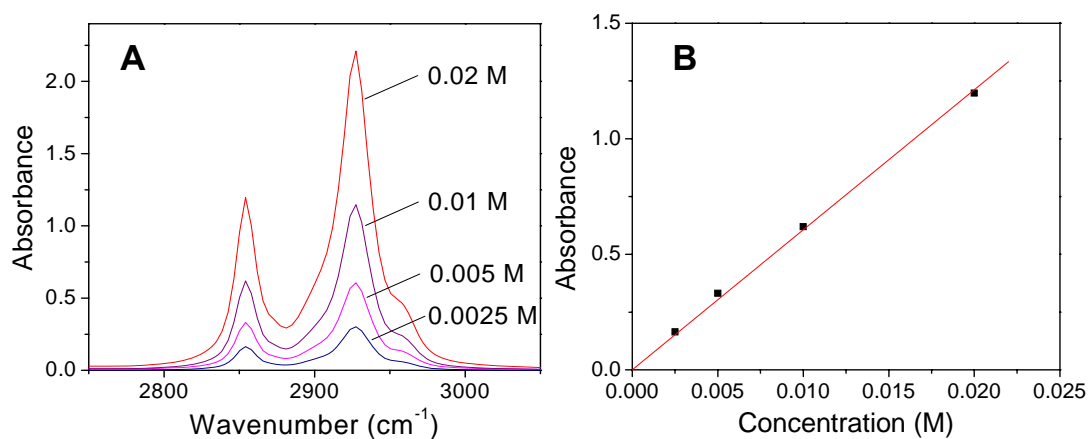 A
0.02 M
0.01 M
0.005 M
0.0025 M
2.0
1.5
1.0
0.5
0.0
Absorbance
2800
2900
3000
Wavenumber (cm⁻¹)
B
1.5
1.0
0.5
0.0
Absorbance
0.000
0.005
0.010
0.015
0.020
0.025
Concentration (M)